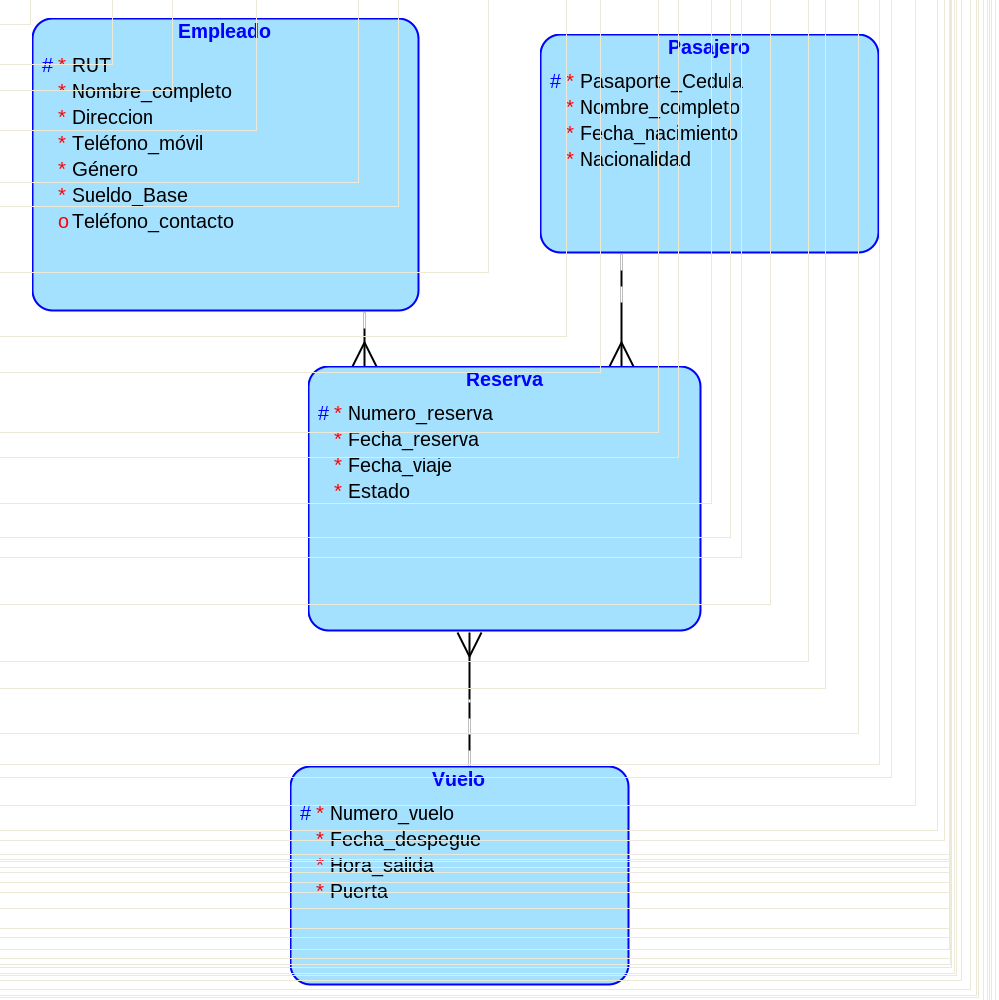 Empleado
# * RUT
* Nombre_completo
* Direccion
* Teléfono_móvil
* Género
* Sueldo_Base
o Teléfono_contacto
Pasajero
# * Pasaporte_Cedula
* Nombre_completo
* Fecha_nacimiento
* Nacionalidad
Reserva
# * Numero_reserva
* Fecha_reserva
* Fecha_viaje
* Estado
Vuelo
# * Numero_vuelo
* Fecha_despegue
* Hora_salida
* Puerta